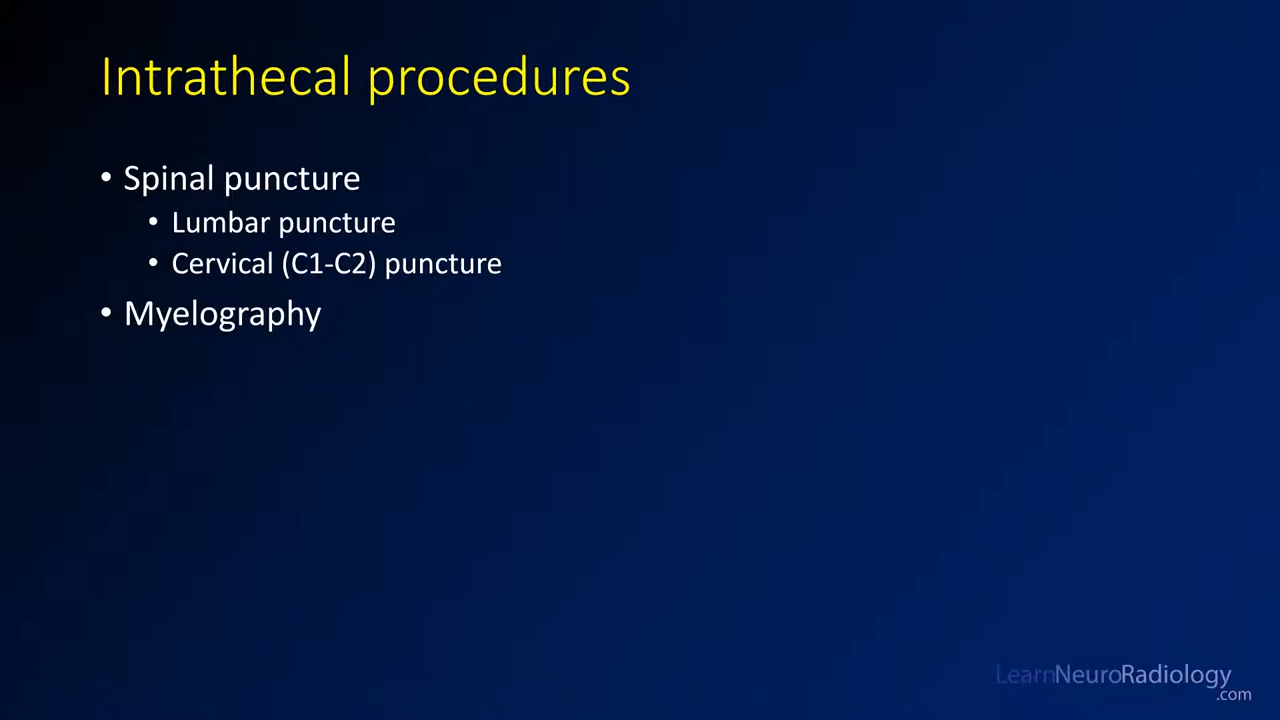 Intrathecal procedures
• Spinal puncture
• Lumbar puncture
• Cervical (C1-C2) puncture
• Myelography
LearnNeuroRadiology
.com